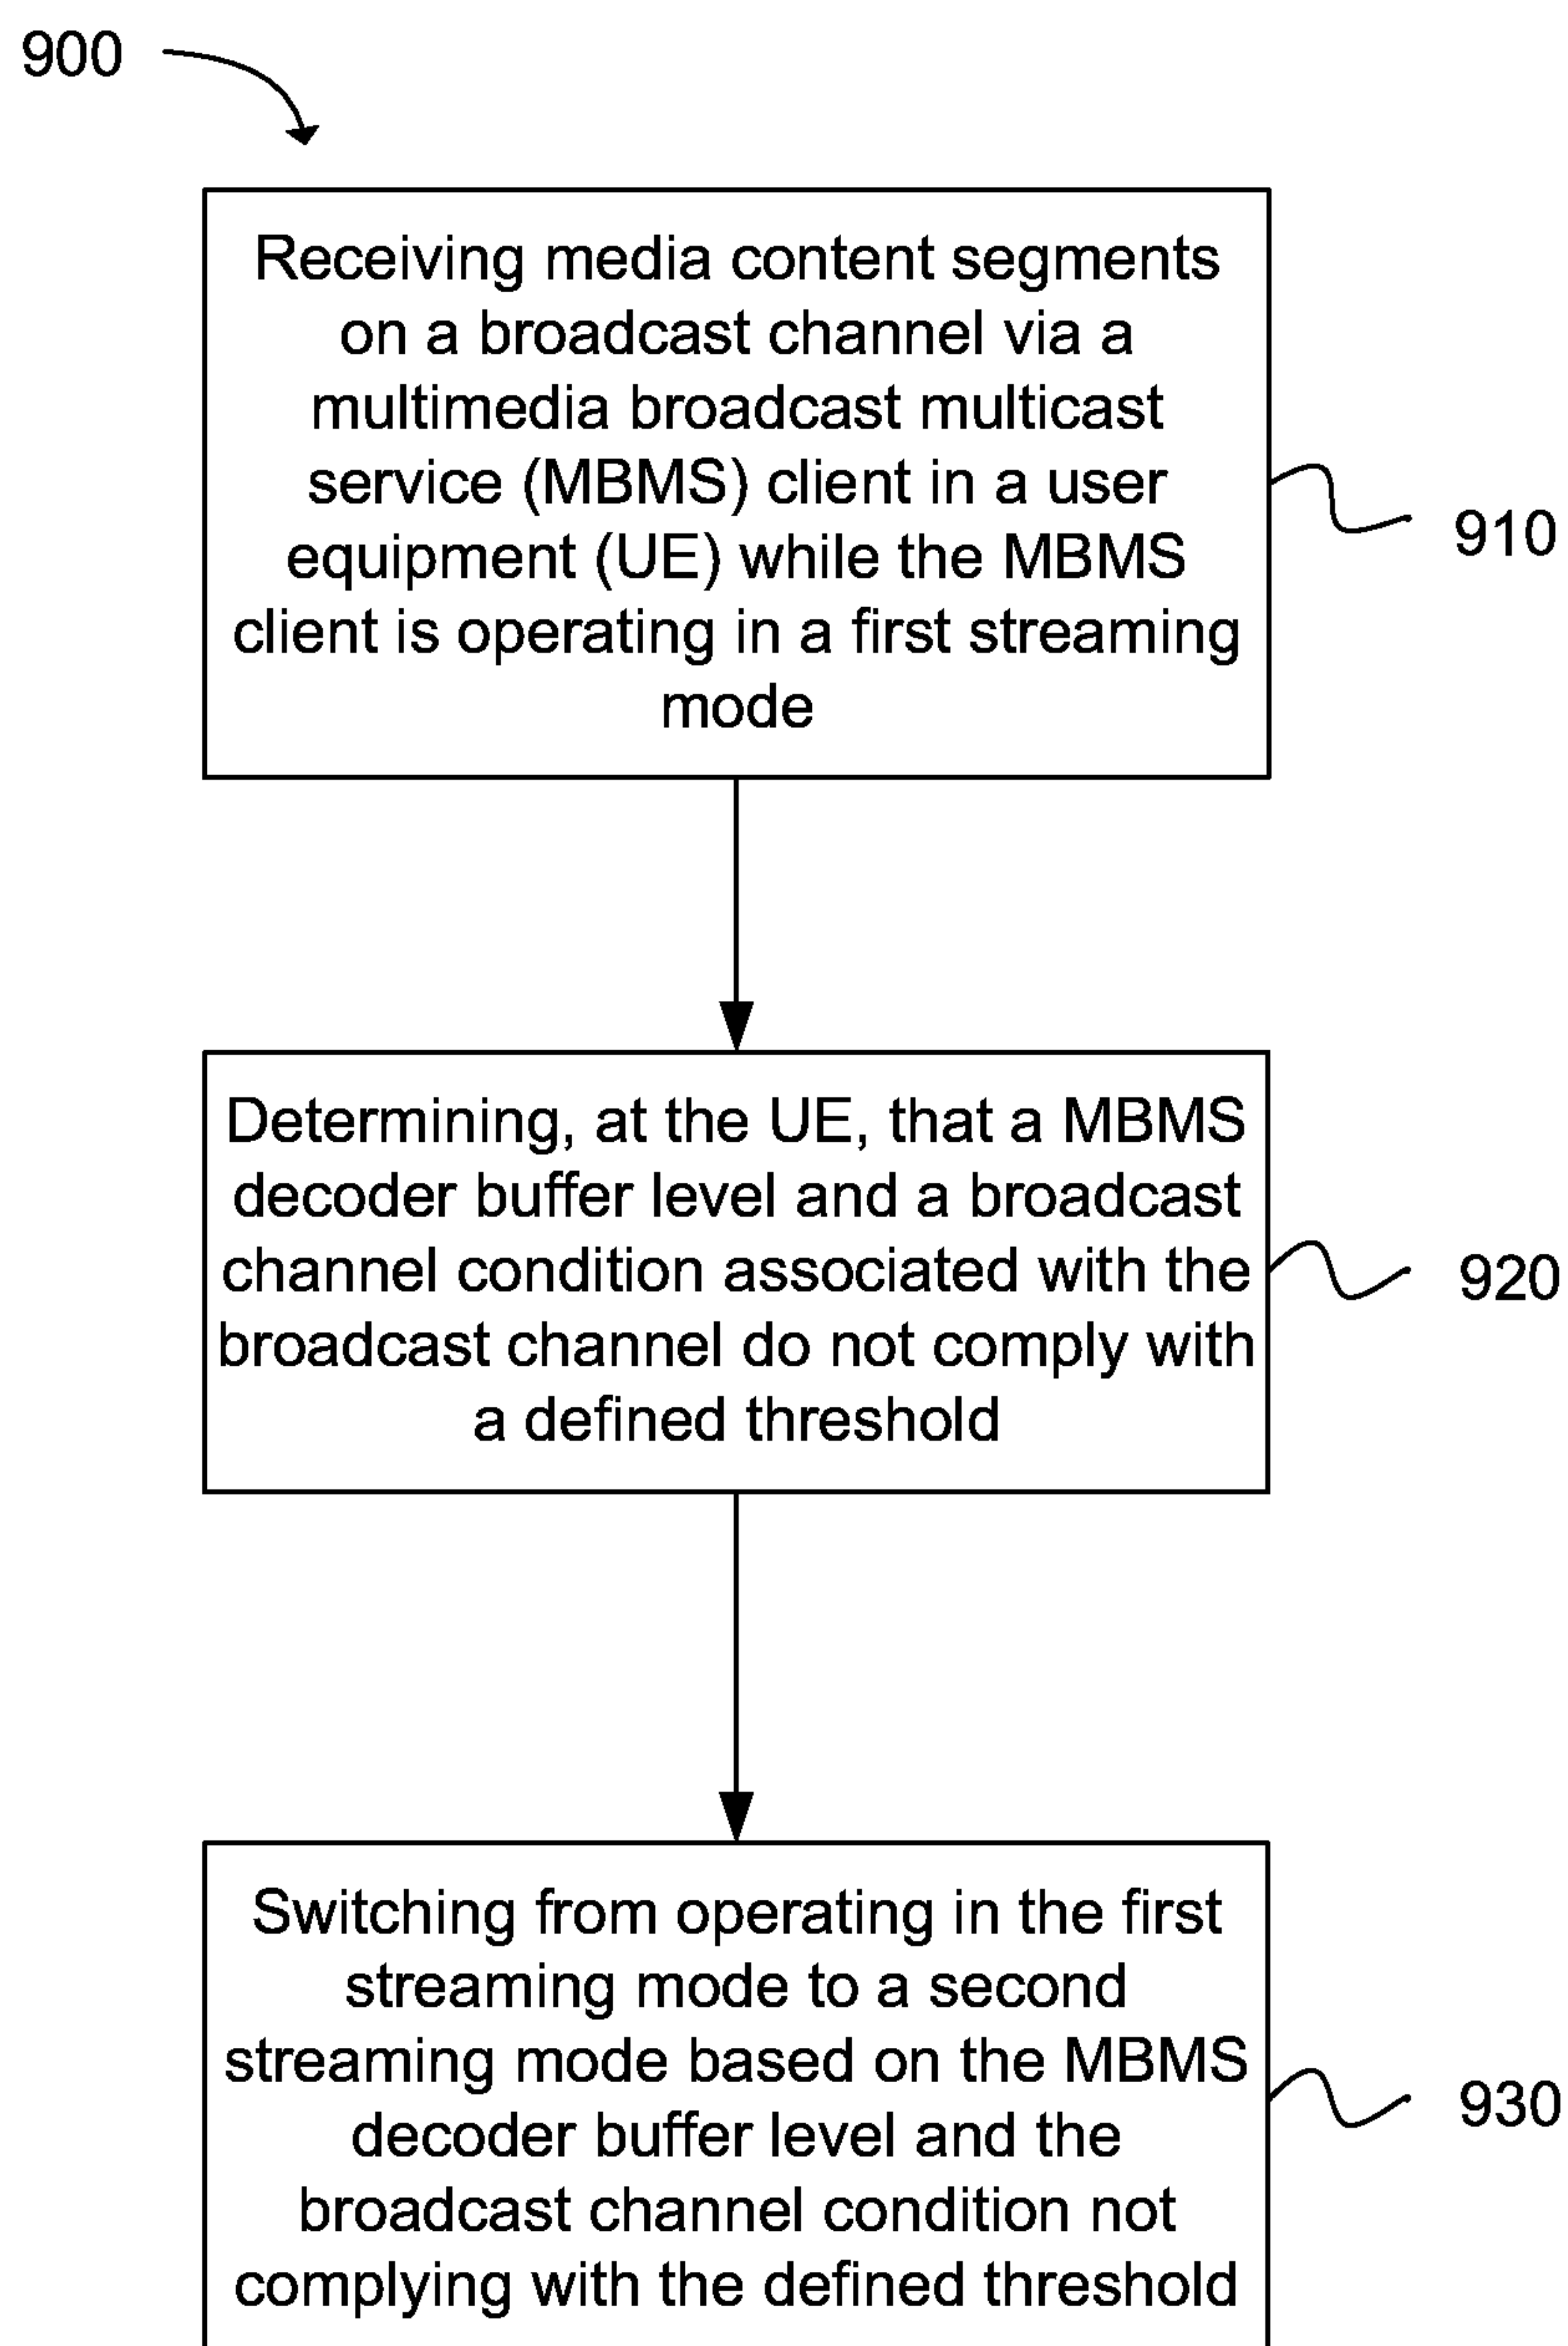 900
Receiving media content segments
on a broadcast channel via a
multimedia broadcast multicast
service (MBMS) client in a user
equipment (UE) while the MBMS
client is operating in a first streaming
mode
910
Determining, at the UE, that a MBMS
decoder buffer level and a broadcast
channel condition associated with the
broadcast channel do not comply with
a defined threshold
920
Switching from operating in the first
streaming mode to a second
streaming mode based on the MBMS
decoder buffer level and the
broadcast channel condition not
complying with the defined threshold
930